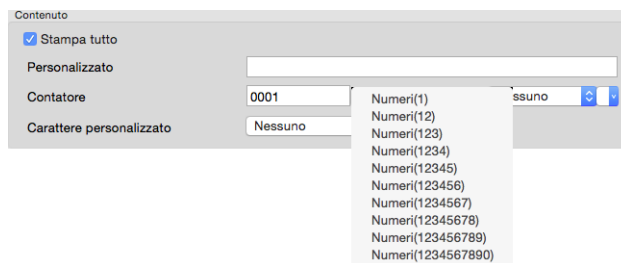 Contenuto
Stampa tutto
Personalizzato
Contatore 0001 ssuno
Carattere personalizzato Nessuno
Numeri(1)
Numeri(12)
Numeri(123)
Numeri(1234)
Numeri(12345)
Numeri(123456)
Numeri(1234567)
Numeri(12345678)
Numeri(123456789)
Numeri(1234567890)